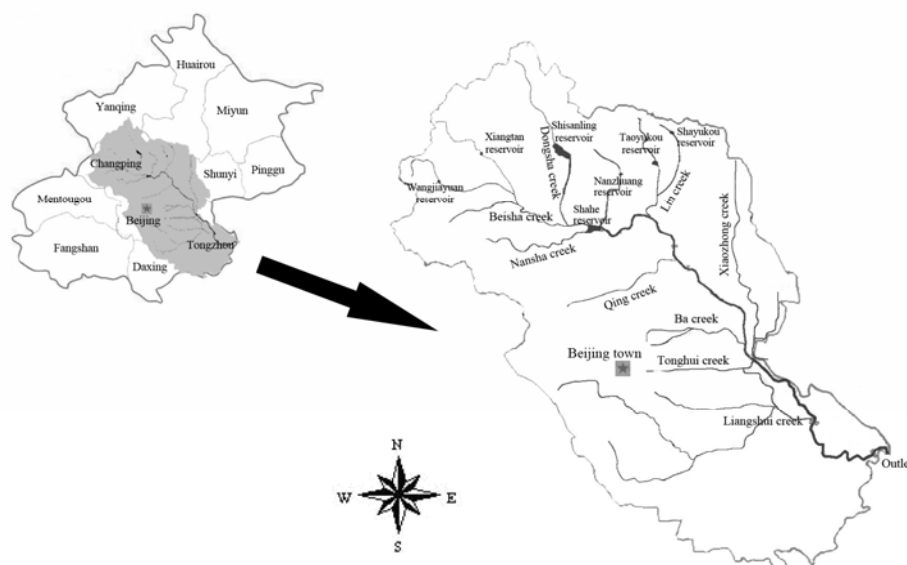 Huairou
Yanqing
Miyun
Changping
Shunyi
Pinggu
Mentougou
Beijing
Tongzhou
Fangshan
Daxing
Xiangtan
reservoir
Dongsha creek
Shisanling
reservoir
Taoyukou
reservoir
Shayukou
reservoir
Wangjiayuan
reservoir
Nanzhuang
reservoir
Lin creek
Beisha creek
Shahe
reservoir
Nansha creek
Xiaozhong creek
Qing creek
Ba creek
Beijing town
Tonghui creek
Liangshui creek
Outle
N
W
E
S